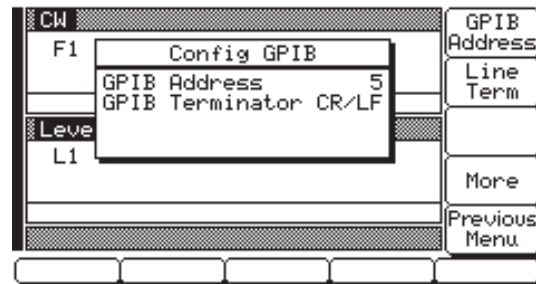 CW
F1
Config GPIB
GPIB Address 5
GPIB Terminator CR/LF
Leve
L1
GPIB
Address
Line
Term
More
Previous
Menu